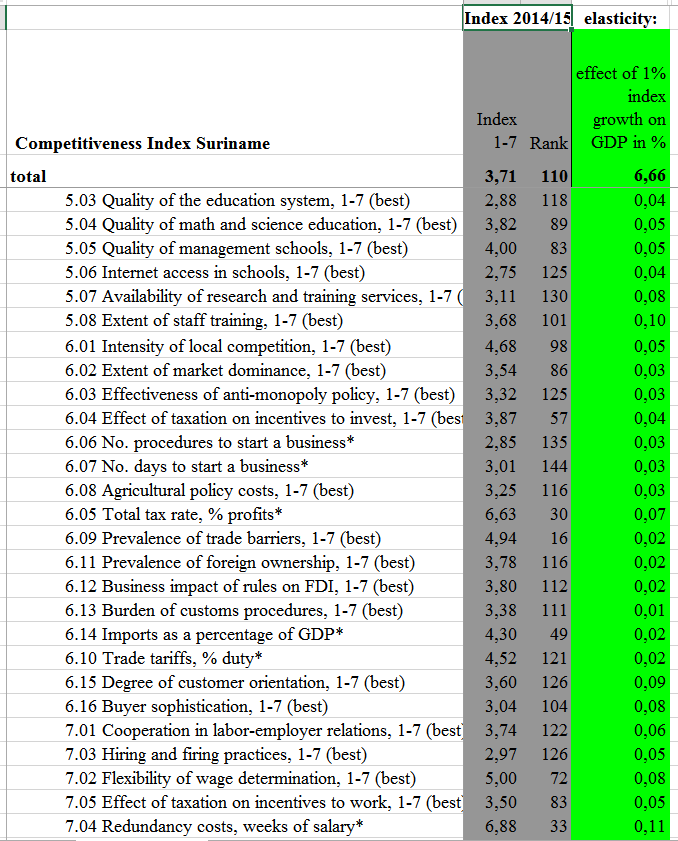 Index 2014/15 elasticity:
effect of 1%
index
Index growth on
Competitiveness Index Suriname 1-7 Rank GDP in %
total 3,71 110 6,66
5.03 Quality of the education system, 1-7 (best) 2,88 118 0,04
5.04 Quality of math and science education, 1-7 (best) 3,82 89 0,05
5.05 Quality of management schools, 1-7 (best) 4,00 83 0,05
5.06 Internet access in schools, 1-7 (best) 2,75 125 0,04
5.07 Availability of research and training services, 1-7 ( 3,11 130 0,08
5.08 Extent of staff training, 1-7 (best) 3,68 101 0,10
6.01 Intensity of local competition, 1-7 (best) 4,68 98 0,05
6.02 Extent of market dominance, 1-7 (best) 3,54 86 0,03
6.03 Effectiveness of anti-monopoly policy, 1-7 (best) 3,32 125 0,03
6.04 Effect of taxation on incentives to invest, 1-7 (best 3,87 57 0,04
6.06 No. procedures to start a business* 2,85 135 0,03
6.07 No. days to start a business* 3,01 144 0,03
6.08 Agricultural policy costs, 1-7 (best) 3,25 116 0,03
6.05 Total tax rate, % profits* 6,63 30 0,07
6.09 Prevalence of trade barriers, 1-7 (best) 4,94 16 0,02
6.11 Prevalence of foreign ownership, 1-7 (best) 3,78 116 0,02
6.12 Business impact of rules on FDI, 1-7 (best) 3,80 112 0,02
6.13 Burden of customs procedures, 1-7 (best) 3,38 111 0,01
6.14 Imports as a percentage of GDP* 4,30 49 0,02
6.10 Trade tariffs, % duty* 4,52 121 0,02
6.15 Degree of customer orientation, 1-7 (best) 3,60 126 0,09
6.16 Buyer sophistication, 1-7 (best) 3,04 104 0,08
7.01 Cooperation in labor-employer relations, 1-7 (best) 3,74 122 0,06
7.03 Hiring and firing practices, 1-7 (best) 2,97 126 0,05
7.02 Flexibility of wage determination, 1-7 (best) 5,00 72 0,08
7.05 Effect of taxation on incentives to work, 1-7 (best) 3,50 83 0,05
7.04 Redundancy costs, weeks of salary* 6,88 33 0,11